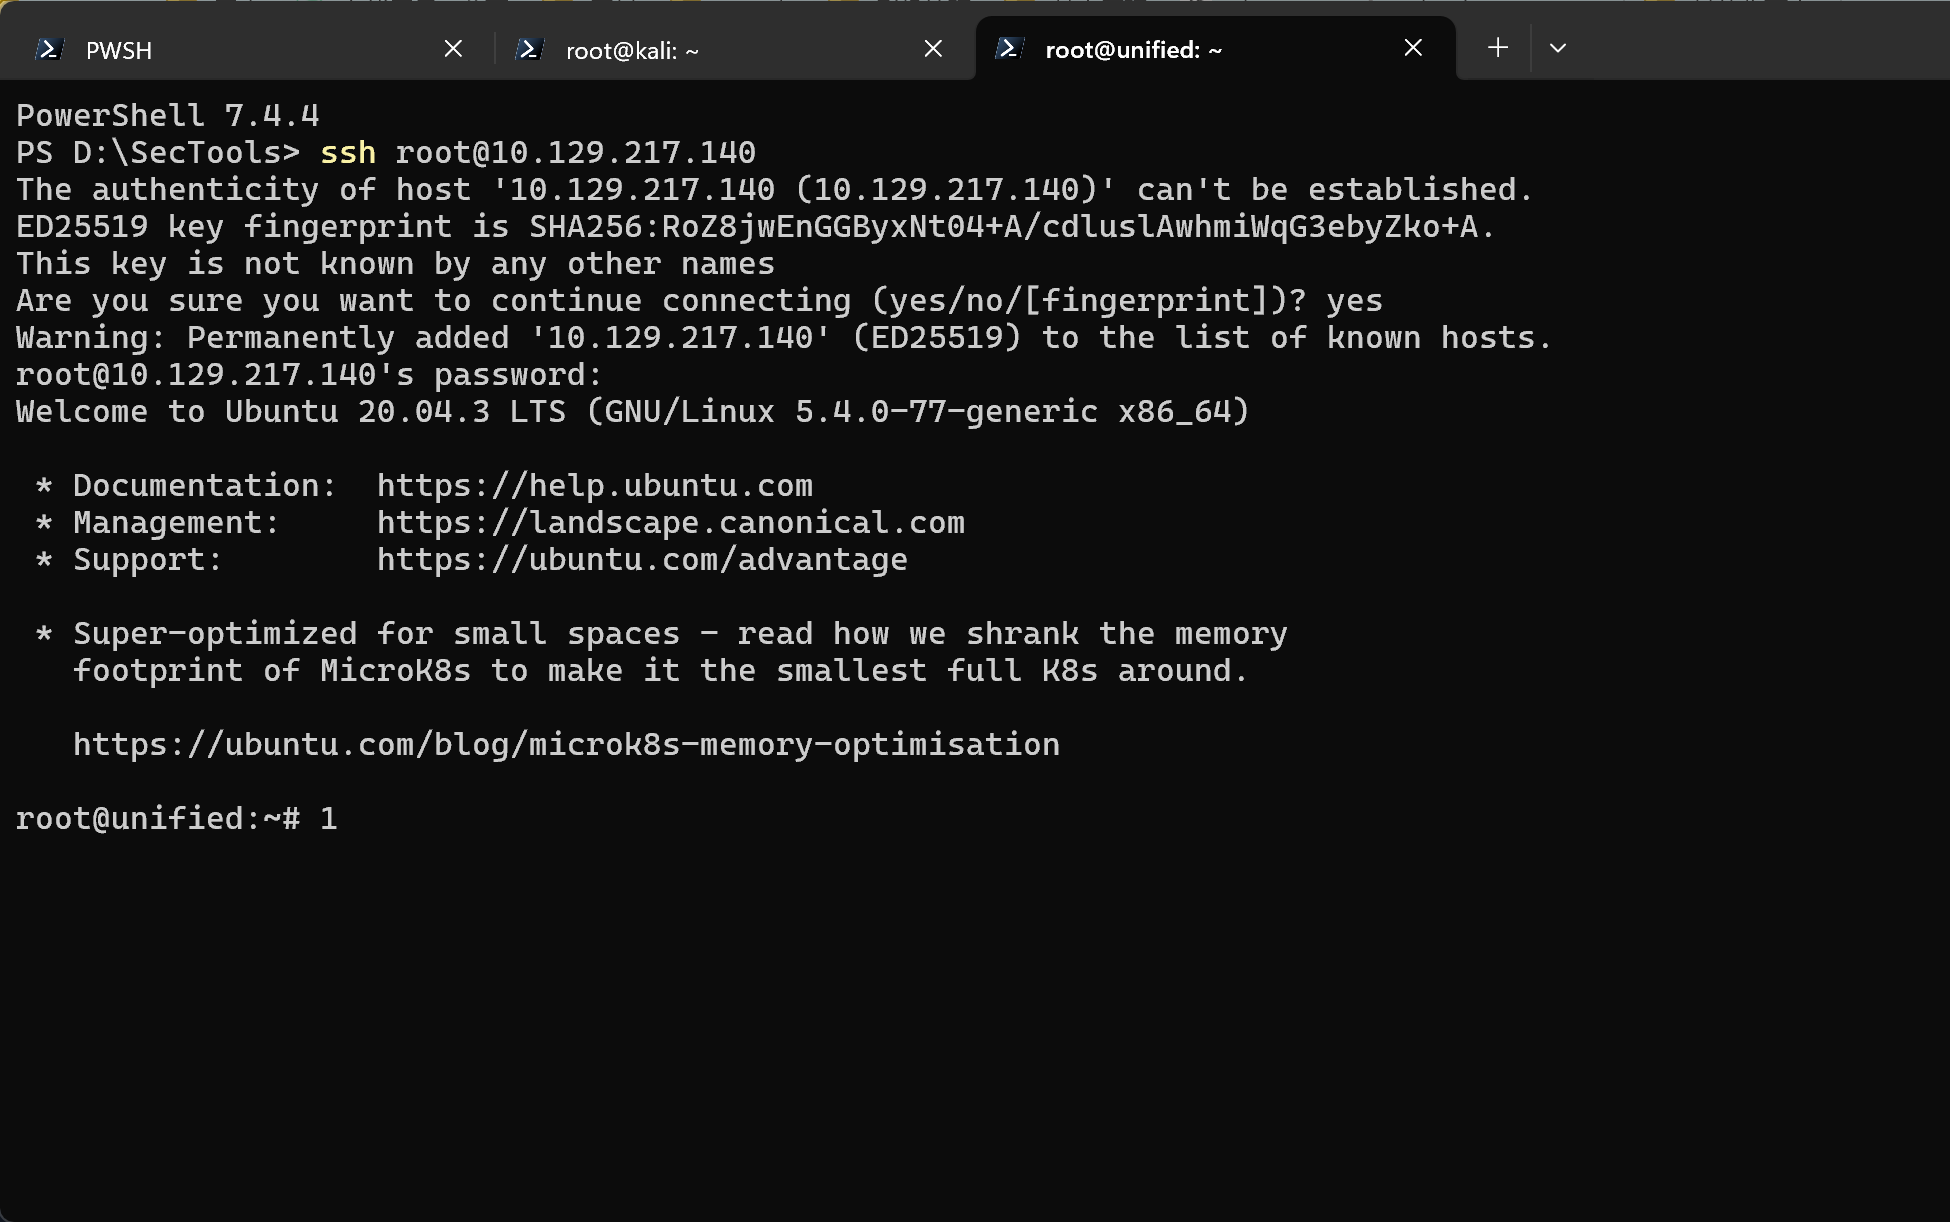 PWSH
root@kali: ~
root@unified: ~
PowerShell 7.4.4
PS D:\SecTools> ssh root@10.129.217.140
The authenticity of host '10.129.217.140 (10.129.217.140)' can't be established.
ED25519 key fingerprint is SHA256:RoZ8jwEnGGByxNt04+A/cdluslAwhmiWqG3ebyZko+A.
This key is not known by any other names
Are you sure you want to continue connecting (yes/no/[fingerprint])? yes
Warning: Permanently added '10.129.217.140' (ED25519) to the list of known hosts.
root@10.129.217.140's password:
Welcome to Ubuntu 20.04.3 LTS (GNU/Linux 5.4.0-77-generic x86_64)

 * Documentation:  https://help.ubuntu.com
 * Management:     https://landscape.canonical.com
 * Support:        https://ubuntu.com/advantage

 * Super-optimized for small spaces - read how we shrank the memory
   footprint of MicroK8s to make it the smallest full K8s around.

   https://ubuntu.com/blog/microk8s-memory-optimisation

root@unified:~# 1